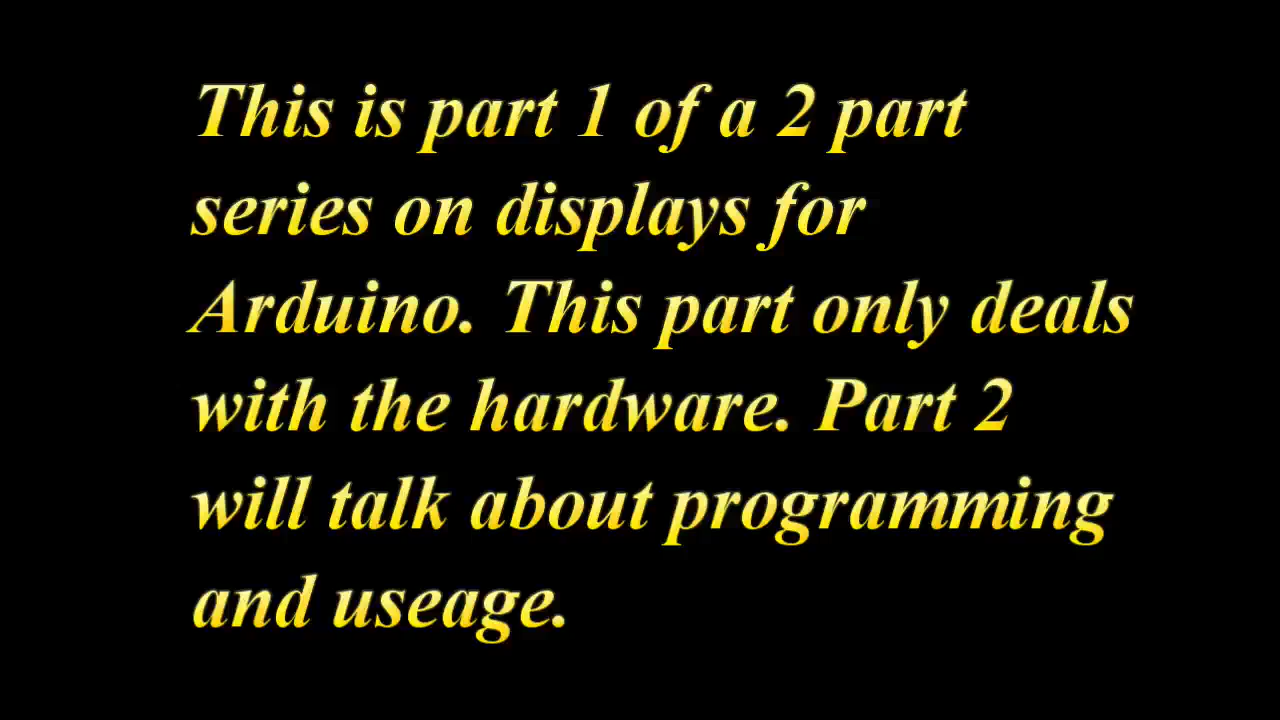 This is part 1 of a 2 part
series on displays for
Arduino. This part only deals
with the hardware. Part 2
will talk about programming
and useage.